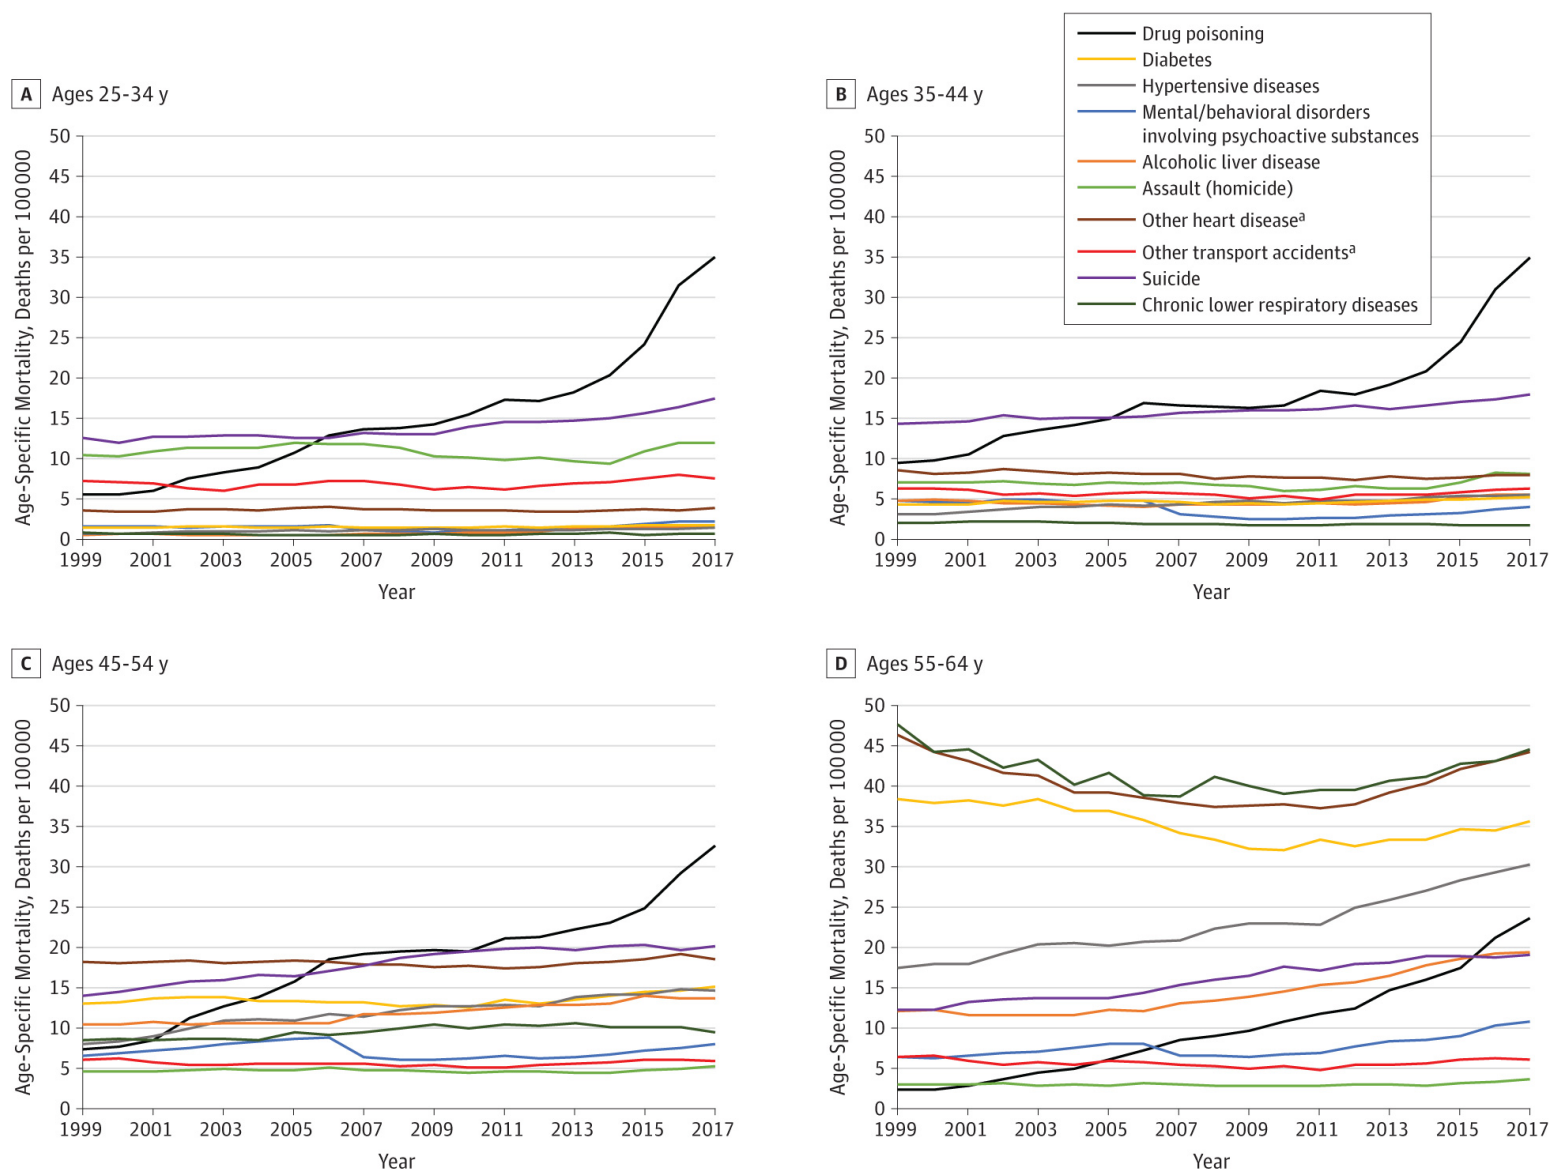 Drug poisoning
Diabetes
Hypertensive diseases
Mental/behavioral disorders
involving psychoactive substances
Alcoholic liver disease
Assault (homicide)
Other heart diseaseᵃ
Other transport accidentsᵃ
Suicide
Chronic lower respiratory diseases
A Ages 25-34 y
Age-Specific Mortality, Deaths per 100 000
50
45
40
35
30
25
20
15
10
5
0
1999 2001 2003 2005 2007 2009 2011 2013 2015 2017
Year
B Ages 35-44 y
Age-Specific Mortality, Deaths per 100 000
50
45
40
35
30
25
20
15
10
5
0
1999 2001 2003 2005 2007 2009 2011 2013 2015 2017
Year
C Ages 45-54 y
Age-Specific Mortality, Deaths per 100 000
50
45
40
35
30
25
20
15
10
5
0
1999 2001 2003 2005 2007 2009 2011 2013 2015 2017
Year
D Ages 55-64 y
Age-Specific Mortality, Deaths per 100 000
50
45
40
35
30
25
20
15
10
5
0
1999 2001 2003 2005 2007 2009 2011 2013 2015 2017
Year